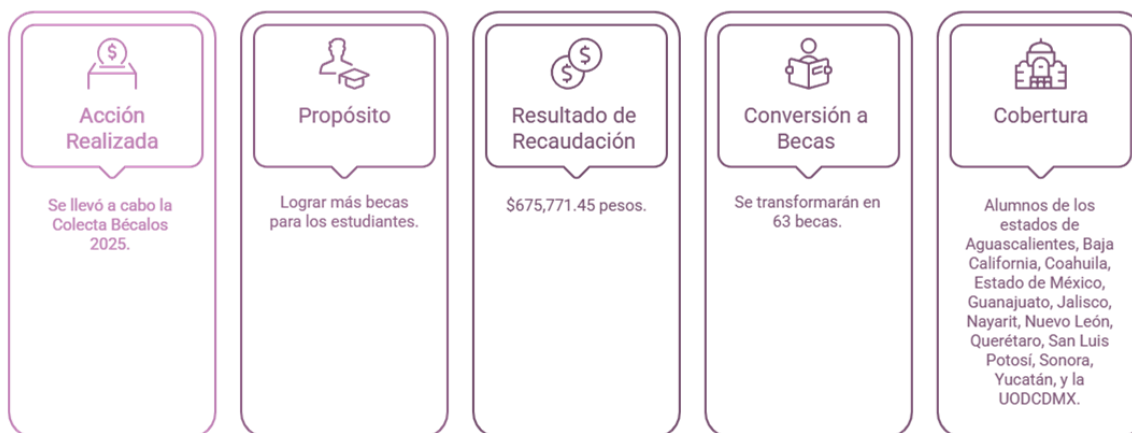 Acción
Realizada
Se llevó a cabo la
Colecta Bécalos
2025.
Propósito
Lograr más becas
para los estudiantes.
Resultado de
Recaudación
$675,771.45 pesos.
Conversión a
Becas
Se transformarán en
63 becas.
Cobertura
Alumnos de los
estados de
Aguascalientes, Baja
California, Coahuila,
Estado de México,
Guanajuato, Jalisco,
Nayarit, Nuevo León,
Querétaro, San Luis
Potosí, Sonora,
Yucatán, y la
UODCDMX.